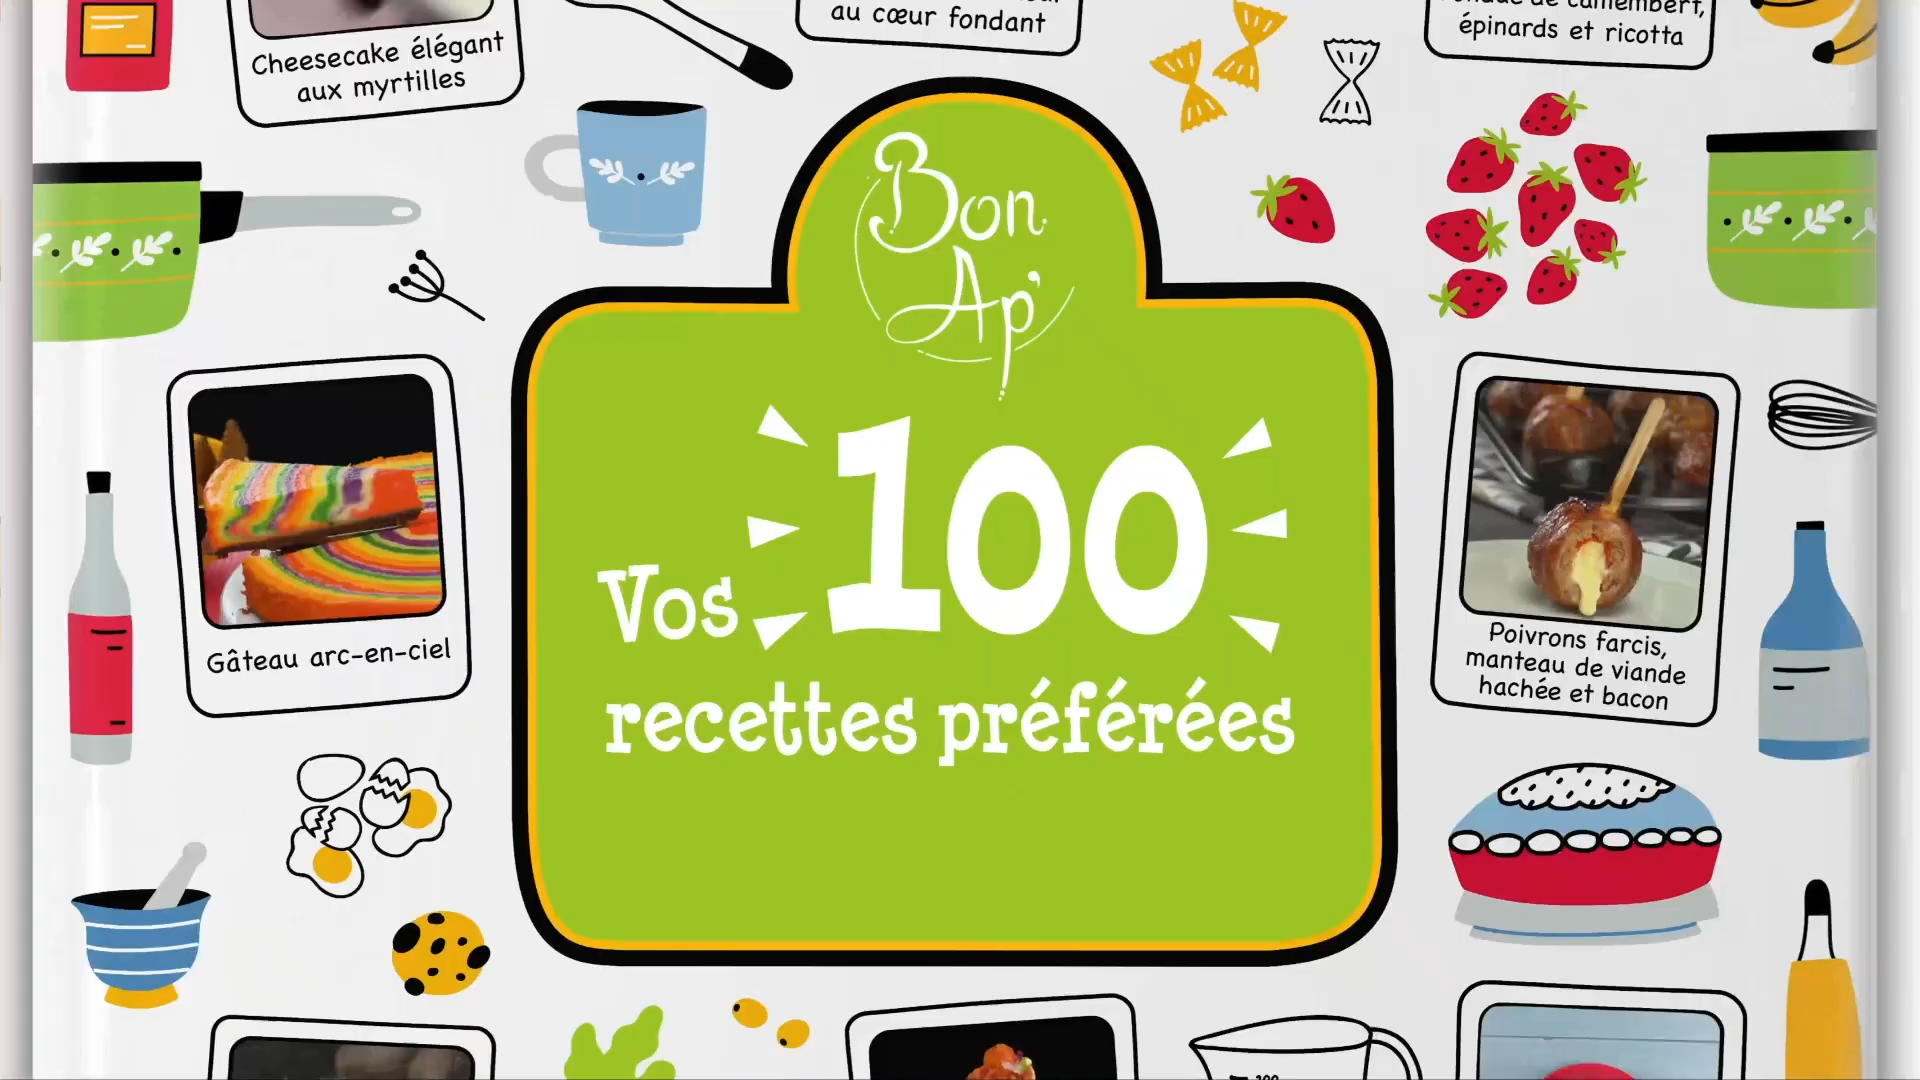 Cheesecake élégant
aux myrtilles
au cœur fondant
épinards et ricotta
Bon
Ap'
Vos 100
recettes préférées
Gâteau arc-en-ciel
Poivrons farcis,
manteau de viande
hachée et bacon